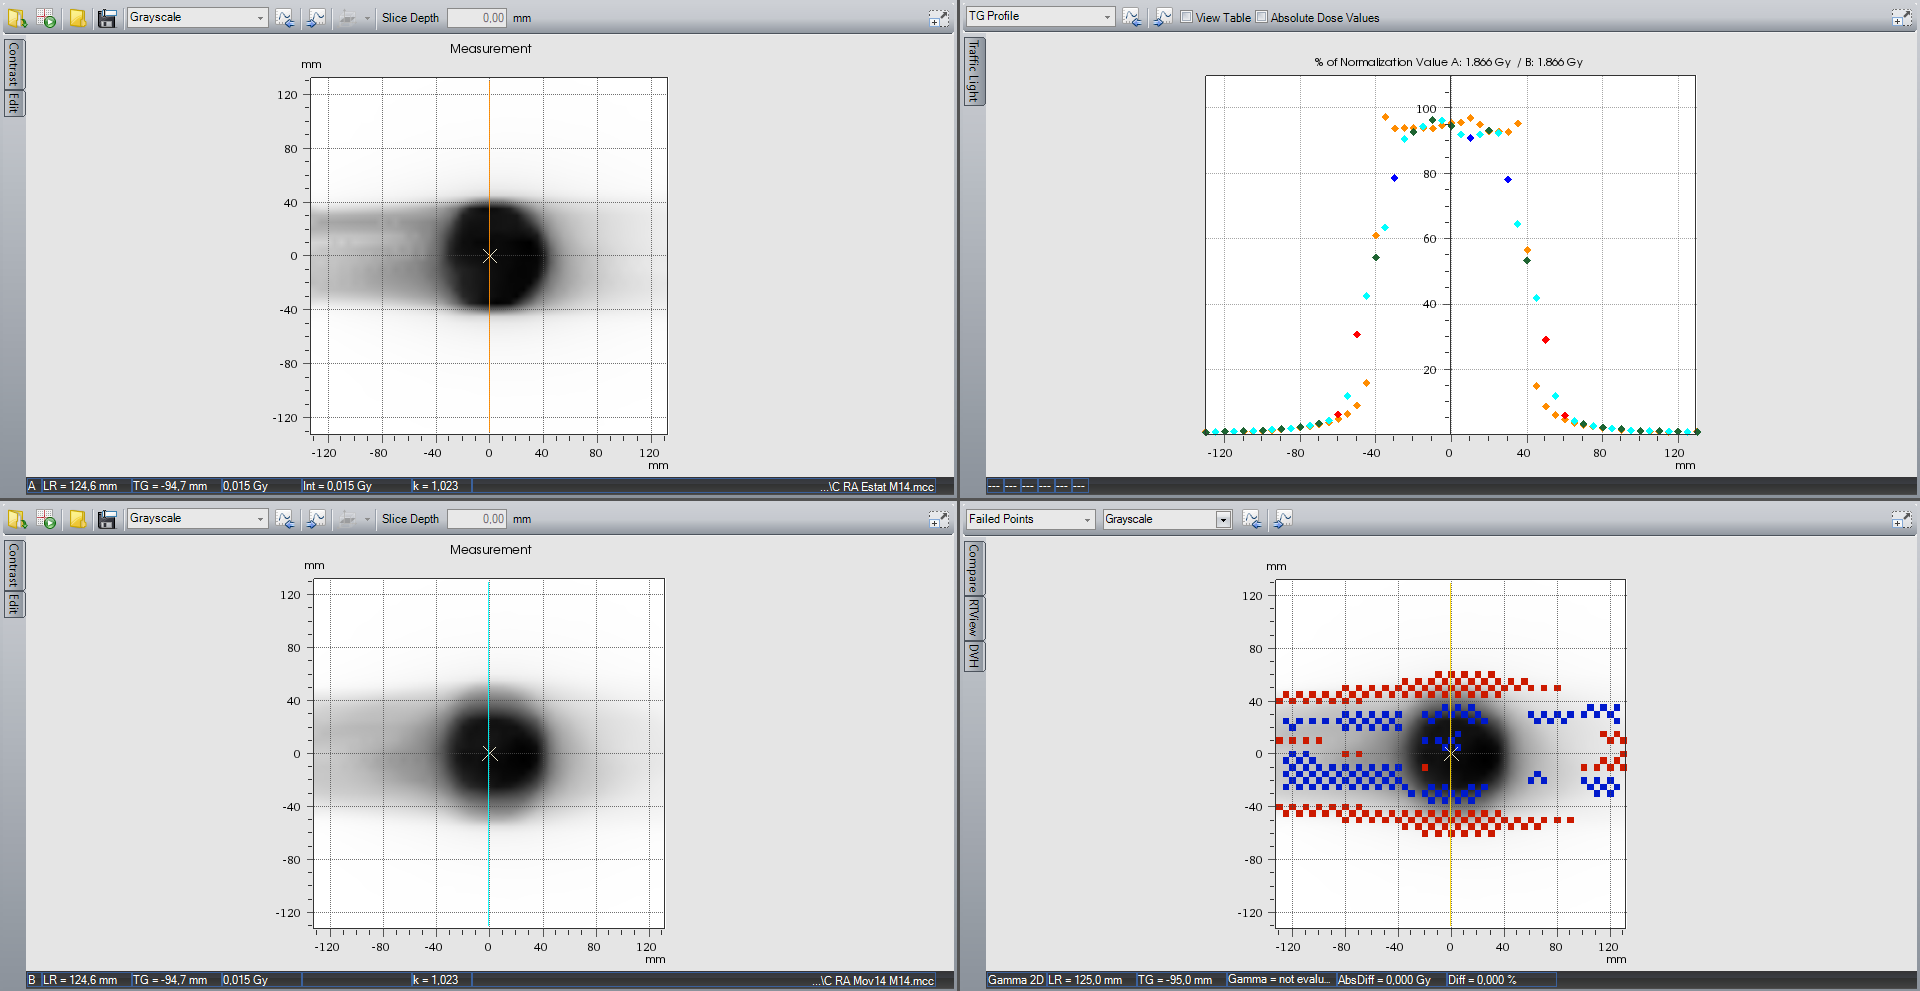 Grayscale
Slice Depth 0,00 mm
Contrast
Edit
Measurement
mm
120
80
40
0
-40
-80
-120
-120 -80 -40 0 40 80 120
mm
A LR = 124,6 mm TG = -94,7 mm 0,015 Gy Int = 0,015 Gy k = 1,023 ...\C RA Estat M14.mcc
TG Profile View Table Absolute Dose Values
Traffic Light
% of Normalization Value A: 1.866 Gy / B: 1.866 Gy
100
80
60
40
20
-120 -80 -40 0 40 80 120
mm
--- --- --- --- --- ---
Grayscale
Slice Depth 0,00 mm
Contrast
Edit
Measurement
mm
120
80
40
0
-40
-80
-120
-120 -80 -40 0 40 80 120
mm
B LR = 124,6 mm TG = -94,7 mm 0,015 Gy k = 1,023 ...\C RA Mov14 M14.mcc
Failed Points Grayscale
Compare
RTView
DVH
mm
120
80
40
0
-40
-80
-120
-120 -80 -40 0 40 80 120
mm
Gamma 2D LR = 125,0 mm TG = -95,0 mm Gamma = not evalu... AbsDiff = 0,000 Gy Diff = 0,000 %